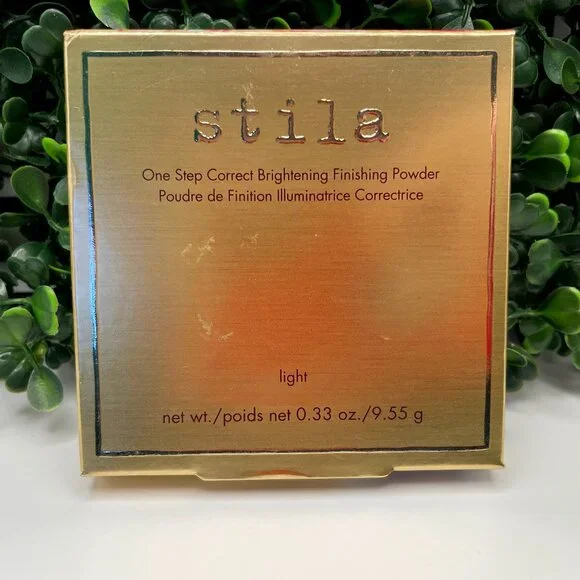 stila
One Step Correct Brightening Finishing Powder
Poudre de Finition Illuminatrice Correctrice
light
net wt./poids net 0.33 oz./9.55 g